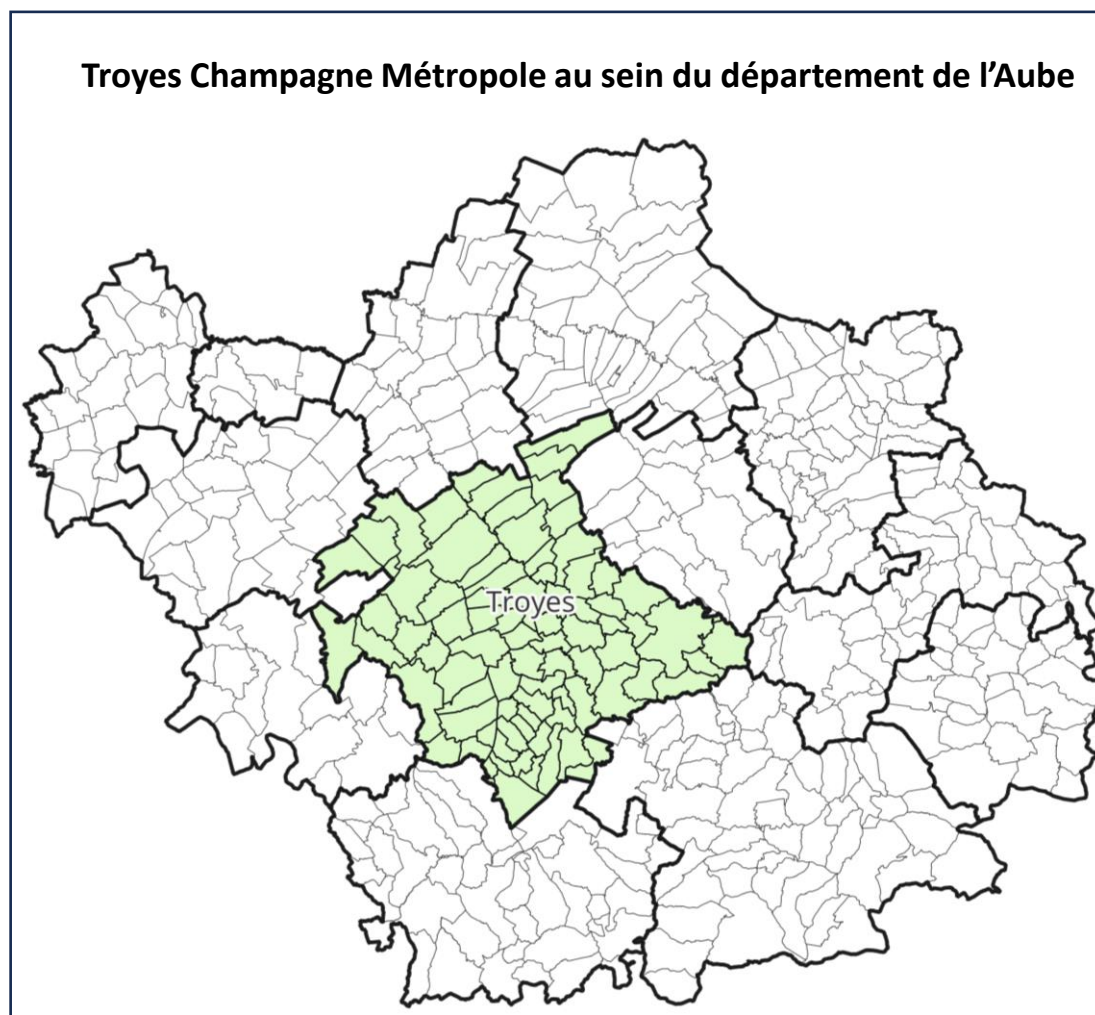 Troyes Champagne Métropole au sein du département de l’Aube
Troyes